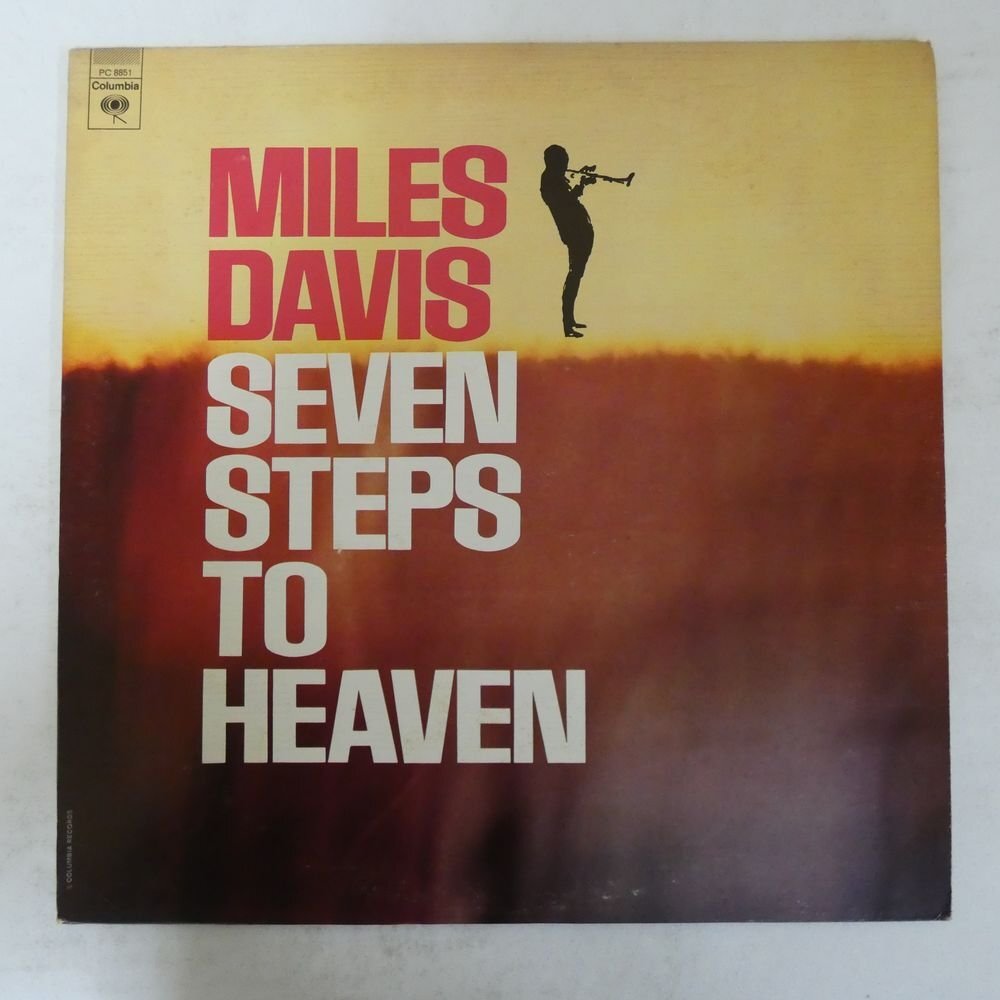 PC 8851
Columbia
MILES
DAVIS
SEVEN
STEPS
TO
HEAVEN
© COLUMBIA RECORDS